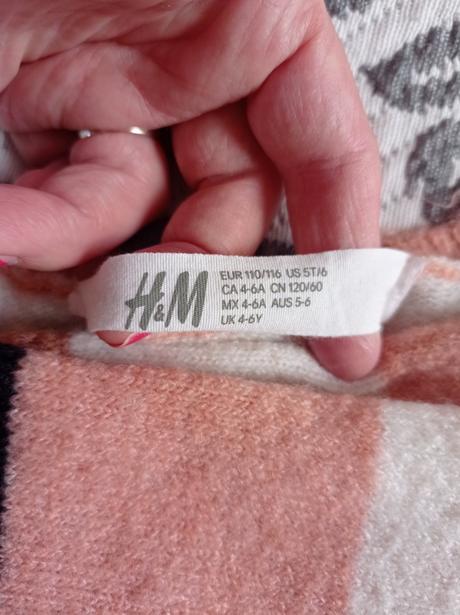 H&M
EUR 110/116 US 5T/6
CA 4-6A CN 120/60
MX 4-6A AUS 5-6
UK 4-6Y